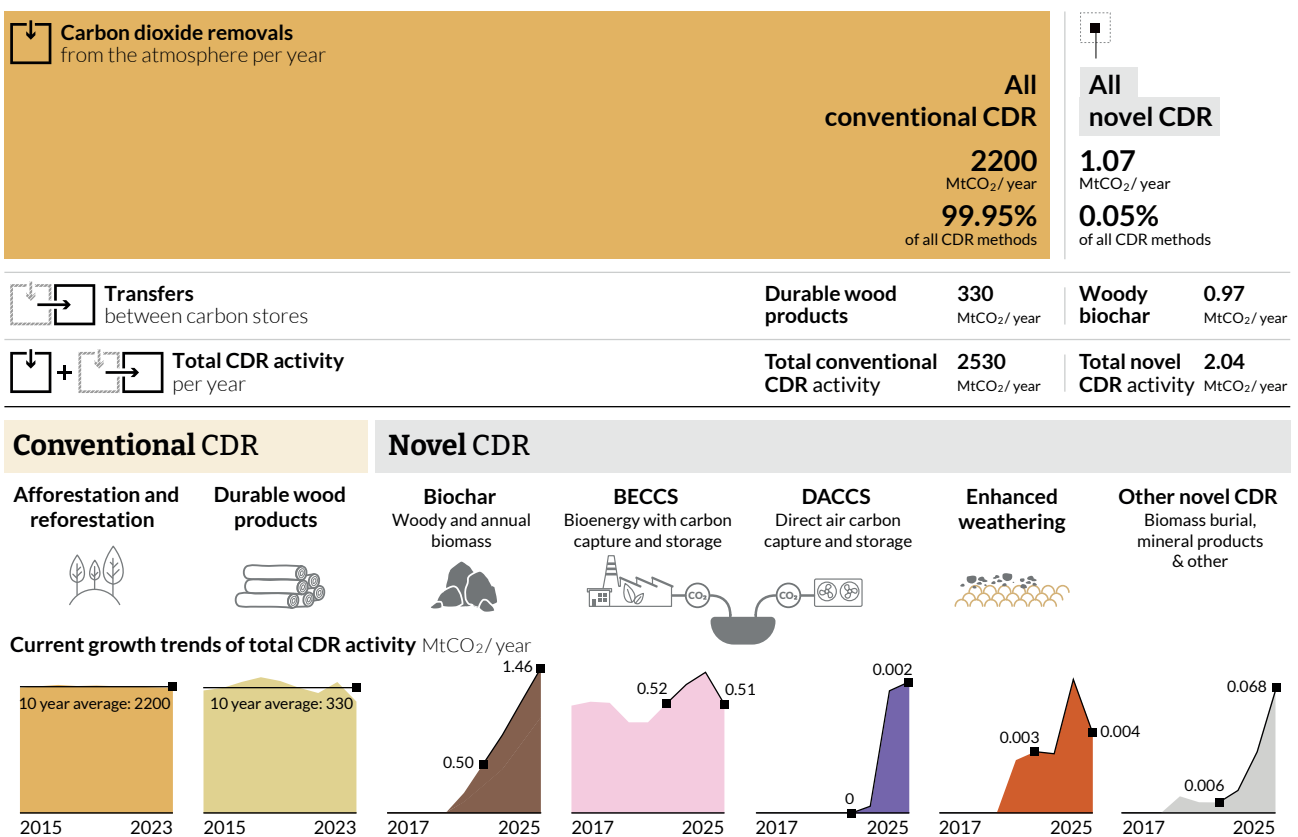 Carbon dioxide removals
from the atmosphere per year
All
conventional CDR
2200
MtCO₂/ year
99.95%
of all CDR methods
All
novel CDR
1.07
MtCO₂/ year
0.05%
of all CDR methods
Transfers
between carbon stores
Durable wood
products
330
MtCO₂/ year
Woody
biochar
0.97
MtCO₂/ year
+
Total CDR activity
per year
Total conventional
CDR activity
2530
MtCO₂/ year
Total novel
CDR activity
2.04
MtCO₂/ year
Conventional CDR
Novel CDR
Afforestation and
reforestation
Durable wood
products
Biochar
Woody and annual
biomass
BECCS
Bioenergy with carbon
capture and storage
DACCS
Direct air carbon
capture and storage
Enhanced
weathering
Other novel CDR
Biomass burial,
mineral products
& other
CO₂
CO₂
Current growth trends of total CDR activity MtCO₂/ year
10 year average: 2200
2015 2023
10 year average: 330
2015 2023
1.46
0.50
2017 2025
0.52
0.51
2017 2025
0.002
0
2017 2025
0.003
0.004
2017 2025
0.068
0.006
2017 2025